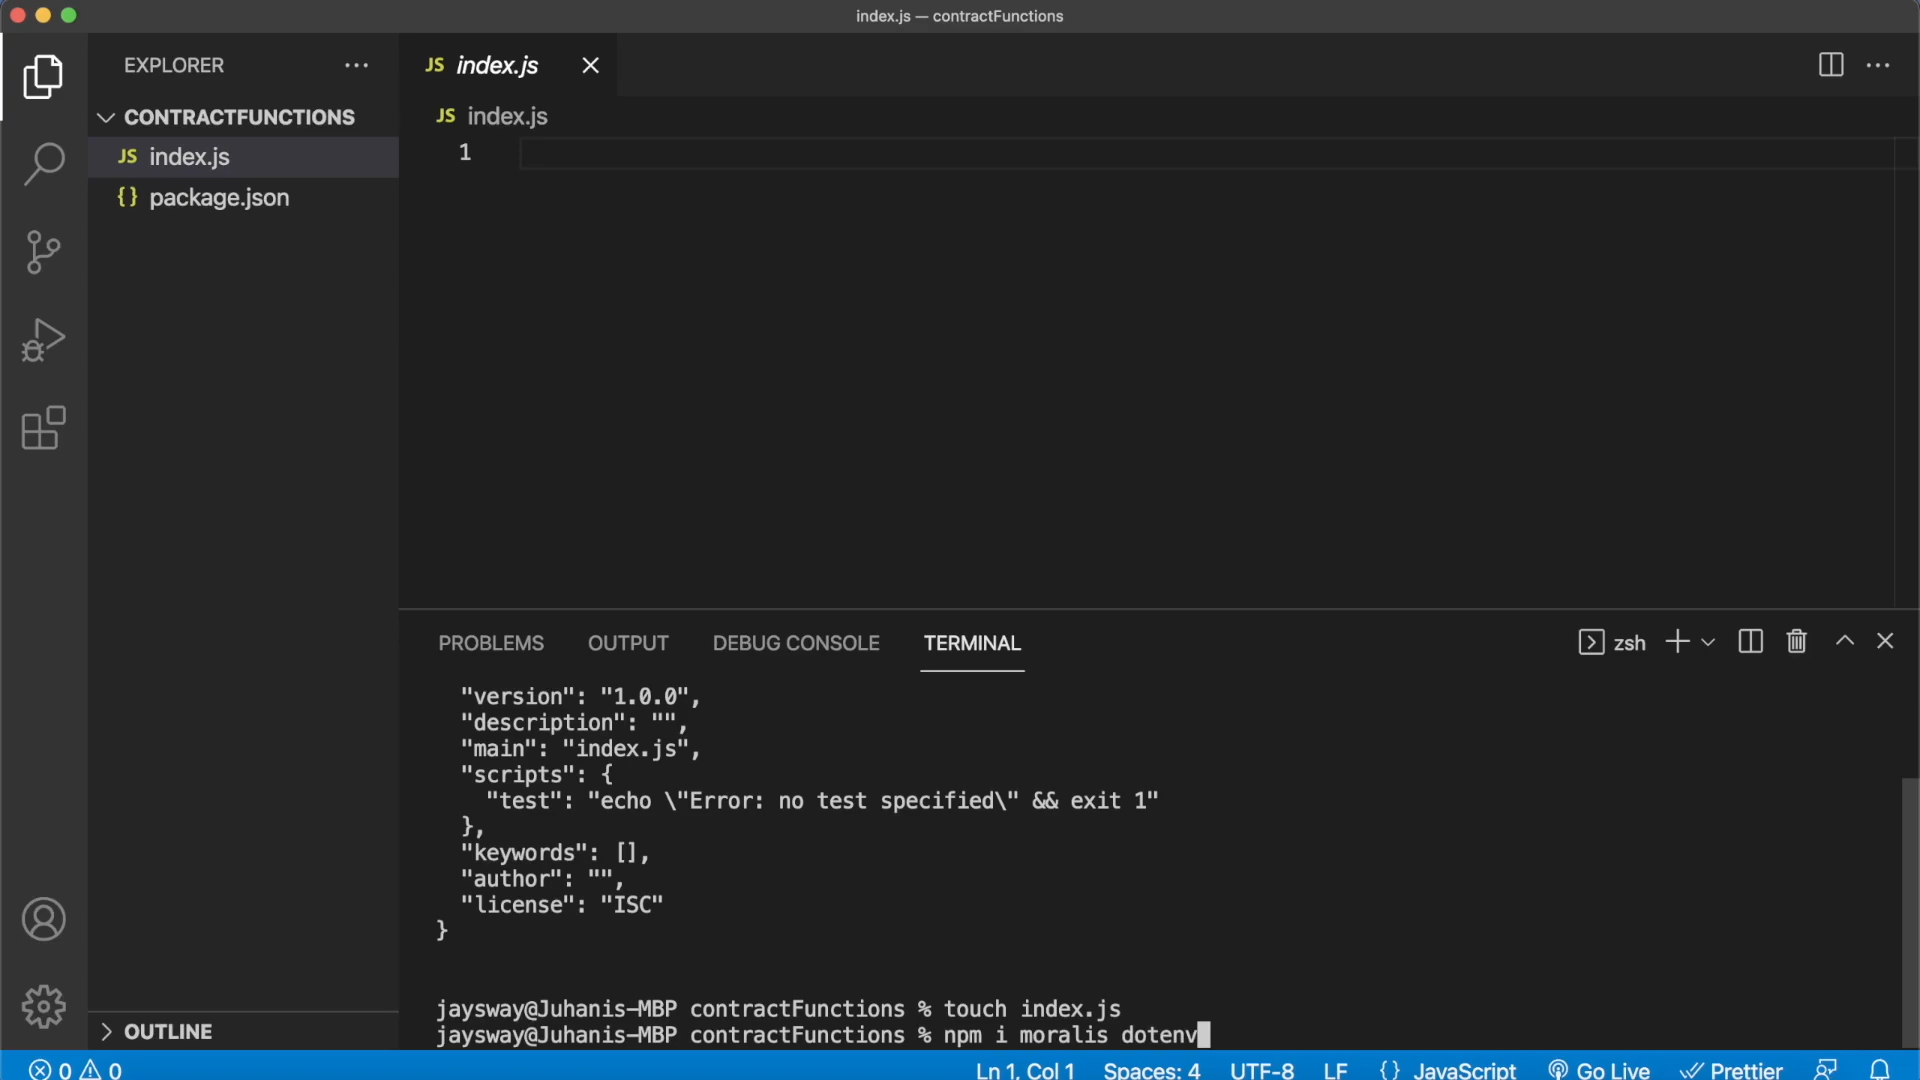 index.js — contractFunctions
EXPLORER
JS index.js
CONTRACTFUNCTIONS
JS index.js
JS index.js
{} package.json
1
PROBLEMS OUTPUT DEBUG CONSOLE TERMINAL zsh
"version": "1.0.0",
"description": "",
"main": "index.js",
"scripts": {
"test": "echo \"Error: no test specified\" && exit 1"
},
"keywords": [],
"author": "",
"license": "ISC"
}
jaysway@Juhanis-MBP contractFunctions % touch index.js
jaysway@Juhanis-MBP contractFunctions % npm i moralis dotenv
OUTLINE
0 0 Ln 1, Col 1 Spaces: 4 UTF-8 LF {} JavaScript Go Live Prettier